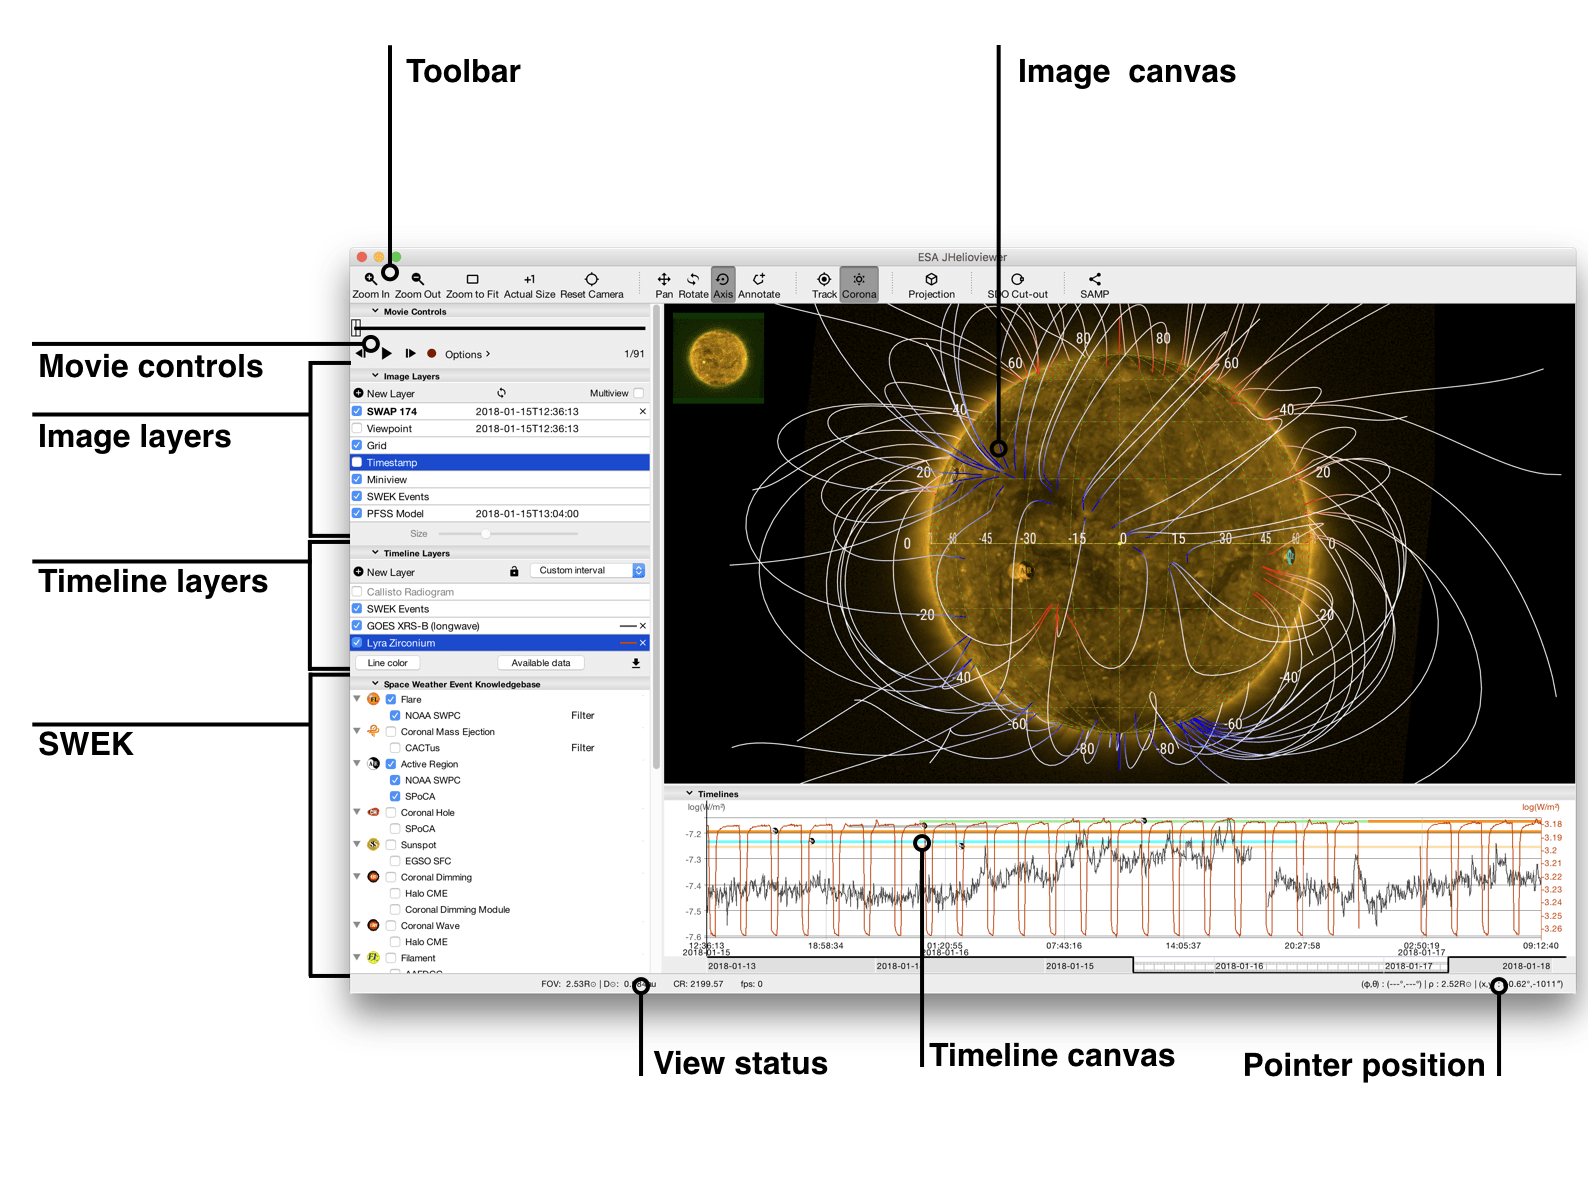 Toolbar
Image canvas
ESA JHelioviewer
Zoom In Zoom Out Zoom to Fit Actual Size Reset Camera Pan Rotate Axis Annotate Track Corona Projection SDO Cut-out SAMP
+1
Movie Controls
Movie controls
Options > 1/91
Image Layers
Image layers
New Layer Multiview
SWAP 174 2018-01-15T12:36:13
Viewpoint 2018-01-15T12:36:13
Grid
Timestamp
Miniview
SWEK Events
PFSS Model 2018-01-15T13:04:00
Size
Timeline Layers
Timeline layers
New Layer Custom interval
Callisto Radiogram
SWEK Events
GOES XRS-B (longwave)
Lyra Zirconium
Line color Available data
Space Weather Event Knowledgebase
SWEK
FL Flare
NOAA SWPC Filter
Coronal Mass Ejection
CACTus Filter
Active Region
NOAA SWPC
SPoCA
Coronal Hole
SPoCA
Sunspot
EGSO SFC
Coronal Dimming
Halo CME
Coronal Dimming Module
Coronal Wave
Halo CME
Filament
80 80
60 60
40 40
20 20
0 -60 -45 -30 -15 0 15 30 45 60 0
-20 -20
-40 -40
-60 -60
-80 -80
Timelines
log(W/m²) log(W/m²)
-7.2
-7.3
-7.4
-7.5
-7.6
-3.18
-3.19
-3.2
-3.21
-3.22
-3.23
-3.24
-3.25
-3.26
12:36:13 18:58:34 01:20:55 07:43:16 14:05:37 20:27:58 02:50:19 09:12:40
2018-01-15 2018-01-16 2018-01-17
2018-01-13 2018-01-14 2018-01-15 2018-01-16 2018-01-17 2018-01-18
FOV: 2.53R⊙ | D⊙: CR: 2199.57 fps: 0
(φ,θ) : (---°,---°) | ρ : 2.52R⊙ | (x,y) : 0.62°,-1011″)
View status
Timeline canvas
Pointer position